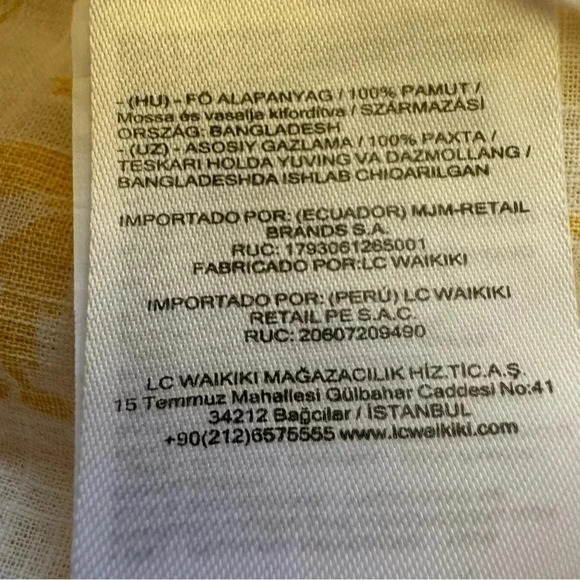 - (HU) - FŐ ALAPANYAG / 100% PAMUT /
Mossa és vasalja kifordítva / SZÁRMAZÁSI
ORSZÁG: BANGLADESH
- (UZ) - ASOSIY GAZLAMA / 100% PAXTA /
TESKARI HOLDA YUVING VA DAZMOLLANG /
BANGLADESHDA ISHLAB CHIQARILGAN
IMPORTADO POR: (ECUADOR) MJM-RETAIL
BRANDS S.A.
RUC: 1793061265001
FABRICADO POR:LC WAIKIKI
IMPORTADO POR: (PERÚ) LC WAIKIKI
RETAIL PE S.A.C.
RUC: 20607209490
LC WAIKIKI MAĞAZACILIK HİZ.TİC.A.Ş.
15 Temmuz Mahallesi Gülbahar Caddesi No:41
34212 Bağcılar / İSTANBUL
+90(212)6575555 www.lcwaikiki.com